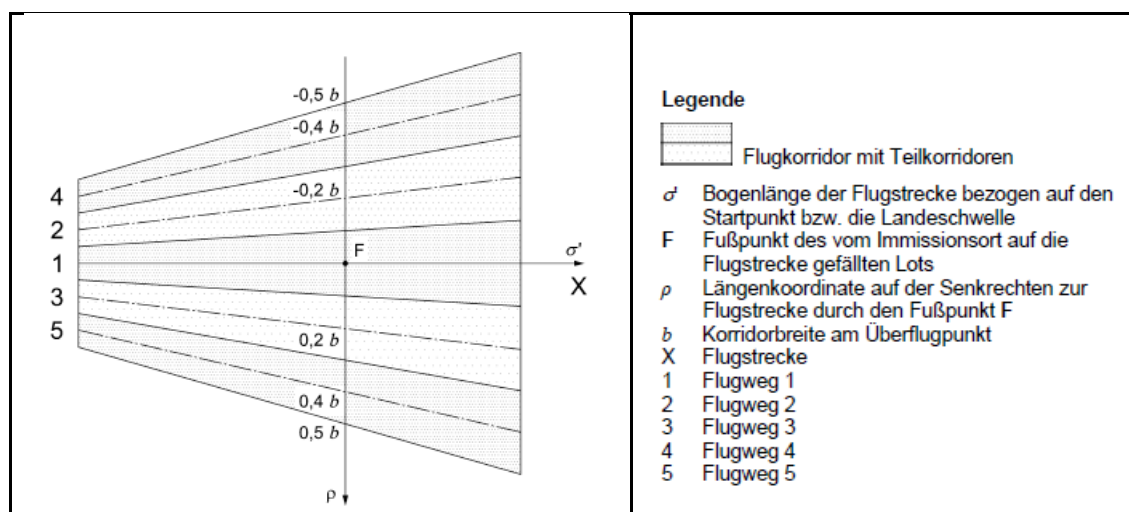 -0,5 b
-0,4 b
4
-0,2 b
2
F
σ'
1
X
3
0,2 b
5
0,4 b
0,5 b
ρ
Legende
Flugkorridor mit Teilkorridoren
σ' Bogenlänge der Flugstrecke bezogen auf den
Startpunkt bzw. die Landeschwelle
F Fußpunkt des vom Immissionsort auf die
Flugstrecke gefällten Lots
ρ Längenkoordinate auf der Senkrechten zur
Flugstrecke durch den Fußpunkt F
b Korridorbreite am Überflugpunkt
X Flugstrecke
1 Flugweg 1
2 Flugweg 2
3 Flugweg 3
4 Flugweg 4
5 Flugweg 5